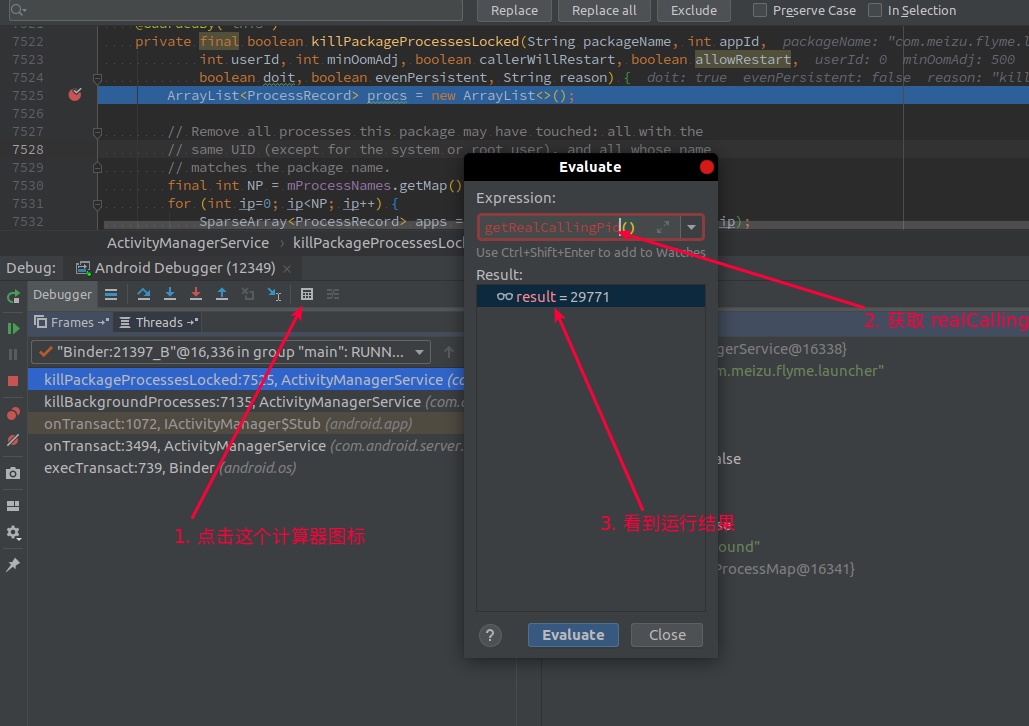 Replace
Replace all
Exclude
Preserve Case
In Selection
7522 private final boolean killPackageProcessesLocked(String packageName, int appId, packageName: "com.meizu.flyme.l
7523 int userId, int minOomAdj, boolean callerWillRestart, boolean allowRestart, userId: 0 minOomAdj: 500
7524 boolean doit, boolean evenPersistent, String reason) { doit: true evenPersistent: false reason: "kill
7525 ArrayList<ProcessRecord> procs = new ArrayList<>();
7526
7527 // Remove all processes this package may have touched: all with the
7528 // same UID (except for the system or root user), and all whose name
7529 // matches the package name.
7530 final int NP = mProcessNames.getMap()
7531 for (int ip=0; ip<NP; ip++) {
7532 SparseArray<ProcessRecord> apps = ip);
ActivityManagerService › killPackageProcessesLock
Debug: Android Debugger (12349) ×
Debugger
Frames
Threads
"Binder:21397_B"@16,336 in group "main": RUNN...
killPackageProcessesLocked:7525, ActivityManagerService (co
killBackgroundProcesses:7135, ActivityManagerService (com.
onTransact:1072, IActivityManager$Stub (android.app)
onTransact:3494, ActivityManagerService (com.android.server.
execTransact:739, Binder (android.os)
1. 点击这个计算器图标
Evaluate
Expression:
getRealCallingPid()
Use Ctrl+Shift+Enter to add to Watches
Result:
result = 29771
?
Evaluate
Close
2. 获取 realCalling
3. 看到运行结果
gerService@16338}
m.meizu.flyme.launcher"
alse
se
ound"
ProcessMap@16341}